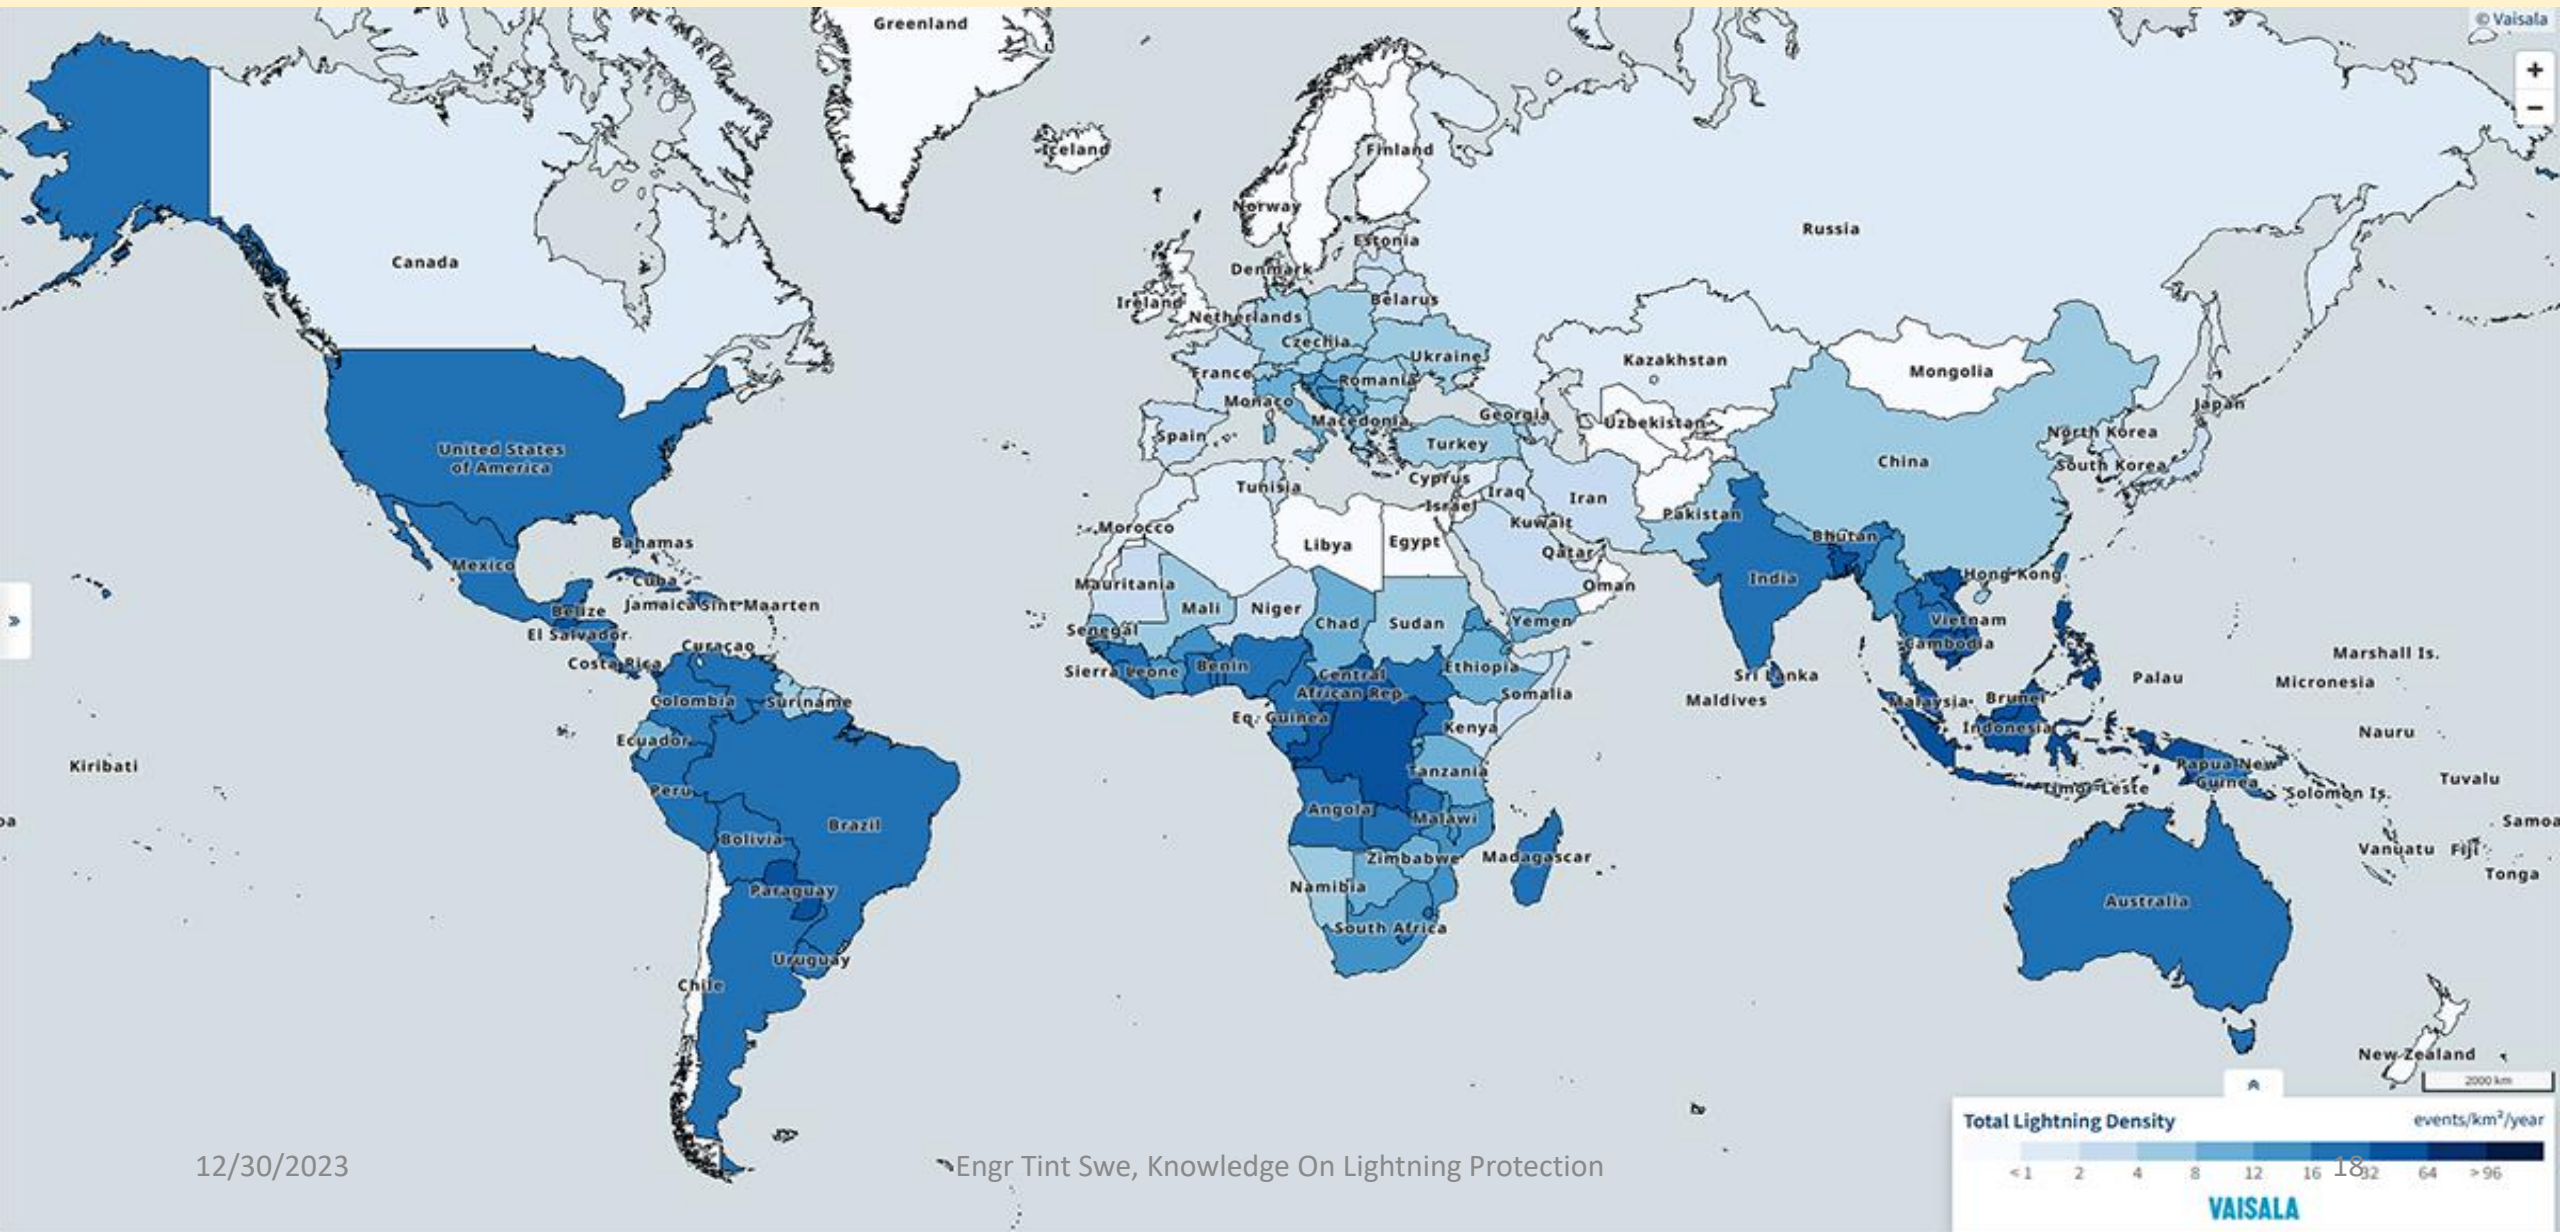 Greenland
© Vaisala
+
−
Iceland
Finland
Norway
Russia
Estonia
Canada
Denmark
Belarus
Ireland
Netherlands
Czechia
Ukraine
Kazakhstan
France
Romania
Mongolia
Monaco
Georgia
Japan
Macedonia
Uzbekistan
North Korea
Spain
Turkey
United States
of America
China
South Korea
Cyprus
Tunisia
Iraq
Iran
Israel
Pakistan
Morocco
Kuwait
Bhutan
Bahamas
Libya
Egypt
Qatar
Mexico
Hong Kong
India
Cuba
Mauritania
Oman
Jamaica
Sint Maarten
Belize
Mali
Niger
Vietnam
El Salvador
Senegal
Chad
Sudan
Yemen
Cambodia
Curaçao
Marshall Is.
Costa Rica
Sierra Leone
Benin
Ethiopia
Central
African Rep.
Sri Lanka
Palau
Micronesia
Colombia
Suriname
Somalia
Maldives
Malaysia
Brunei
Eq. Guinea
Kenya
Indonesia
Nauru
Ecuador
Kiribati
Tanzania
Papua New
Guinea
Tuvalu
Peru
Timor-Leste
Solomon Is.
Angola
Malawi
oa
Samoa
Brazil
Bolivia
Zimbabwe
Madagascar
Vanuatu
Fiji
Paraguay
Namibia
Tonga
Australia
South Africa
Uruguay
Chile
New Zealand
2000 km
Total Lightning Density
events/km²/year
<1 2 4 8 12 16 32 64 >96
VAISALA
12/30/2023
Engr Tint Swe, Knowledge On Lightning Protection
18